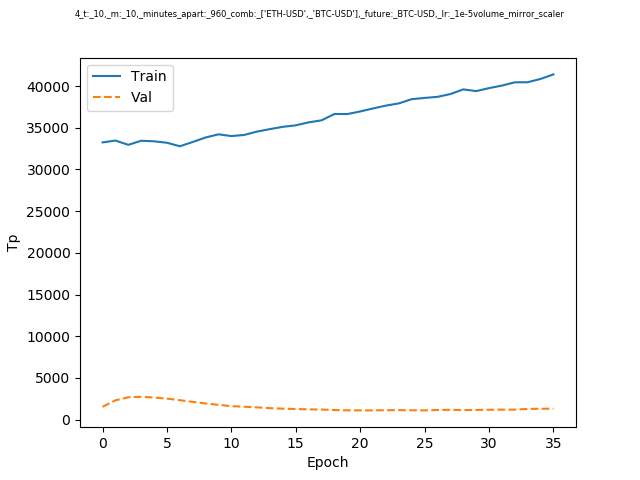 4_t:_10,_m:_10,_minutes_apart:_960_comb:_['ETH-USD',_'BTC-USD'],_future:_BTC-USD,_lr:_1e-5volume_mirror_scaler
Train
Val
40000
35000
30000
25000
20000
15000
10000
5000
0
Tp
0 5 10 15 20 25 30 35
Epoch